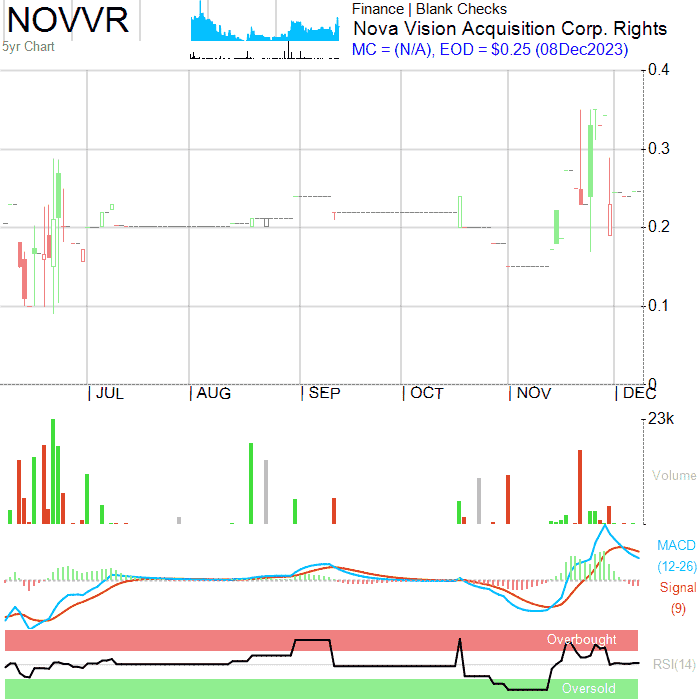 NOVVR
5yr Chart
Finance | Blank Checks
Nova Vision Acquisition Corp. Rights
MC = (N/A), EOD = $0.25 (08Dec2023)
0.4
0.3
0.2
0.1
0
JUL AUG SEP OCT NOV DEC
23k
Volume
MACD
(12-26)
Signal
(9)
Overbought
RSI(14)
Oversold